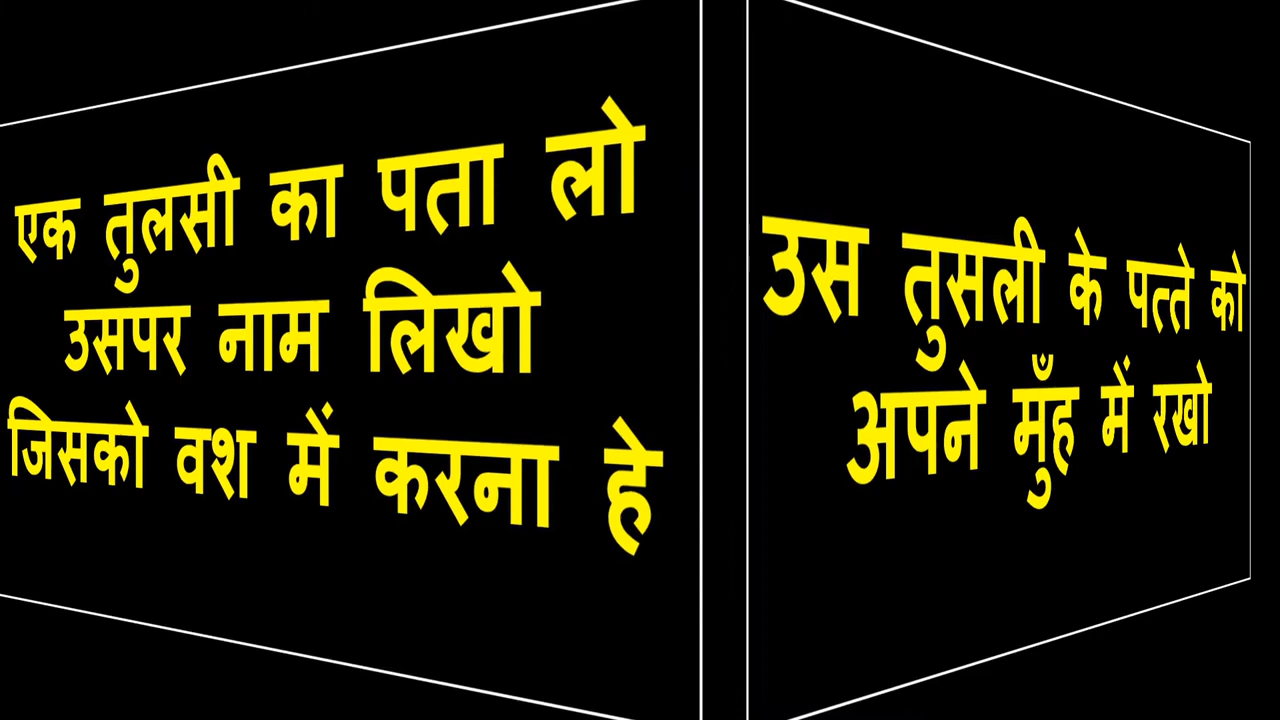 एक तुलसी का पता लो
उसपर नाम लिखो
जिसको वश में करना हे
उस तुसली के पत्ते को
अपने मुँह में रखो